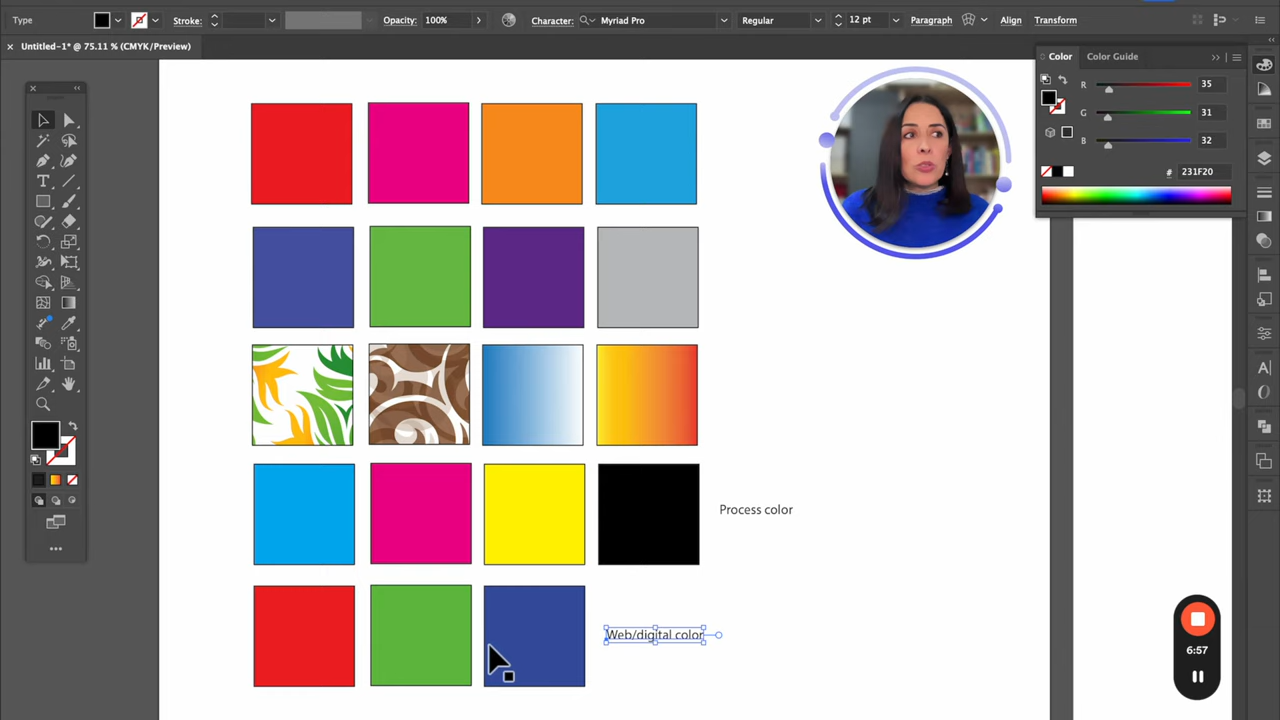 Type Stroke: Opacity: 100% Character: Myriad Pro Regular 12 pt Paragraph Align Transform
Untitled-1* @ 75.11 % (CMYK/Preview)
Color Color Guide
R 35
G 31
B 32
# 231F20
Process color
Web/digital color
6:57